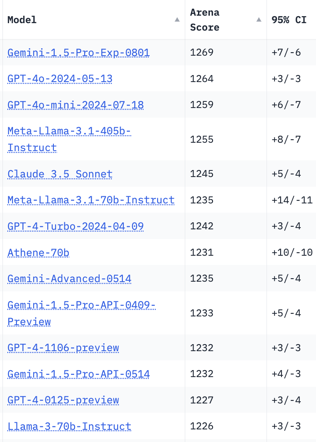 Model ▲ Arena Score ▲ 95% CI
Gemini-1.5-Pro-Exp-0801 1269 +7/-6
GPT-4o-2024-05-13 1264 +3/-3
GPT-4o-mini-2024-07-18 1259 +6/-7
Meta-Llama-3.1-405b-Instruct 1255 +8/-7
Claude 3.5 Sonnet 1245 +5/-4
Meta-Llama-3.1-70b-Instruct 1235 +14/-11
GPT-4-Turbo-2024-04-09 1242 +3/-4
Athene-70b 1231 +10/-10
Gemini-Advanced-0514 1235 +5/-4
Gemini-1.5-Pro-API-0409-Preview 1233 +5/-4
GPT-4-1106-preview 1232 +3/-3
Gemini-1.5-Pro-API-0514 1232 +4/-3
GPT-4-0125-preview 1227 +3/-4
Llama-3-70b-Instruct 1226 +3/-3